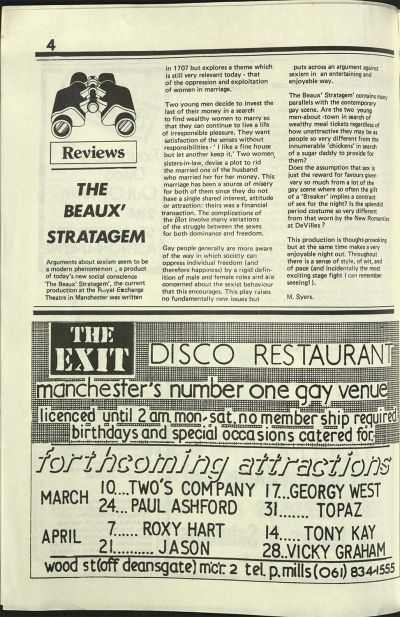 4
Reviews
THE
BEAUX'
STRATAGEM
Arguments about sexism seem to be
a modern phenomenon , a product
of today's new social conscience
'The Beaux' Stratagem', the current
production at the Royal Exchange
Theatre in Manchester was written
in 1707 but explores a theme which
is still very relevant today - that
of the oppression and exploitation
of women in marriage.
Two young men decide to invest the
last of their money in a search
to find wealthy women to marry so
that they can continue to live a life
of irresponsible pleasure. They want
satisfaction of the senses without
responsibilities - ' I like a fine house
but let another keep it.' Two women,
sisters-in-law, devise a plot to rid
the married one of the husband
who married her for her money. This
marriage has been a source of misery
for both of them since they do not
have a single shared interest, attitude
or attraction: theirs was a financial
transaction. The complications of
the plot involve many variations
of the struggle between the sexes
for both dominance and freedom.
Gay people generally are more aware
of the way in which society can
oppress individual freedom (and
therefore happiness) by a rigid defin-
ition of male and female roles and are
concerned about the sexist behaviour
that this encourages. This play raises
no fundamentally new issues but
puts across an argument against
sexism in an entertaining and
enjoyable way.
The Beaux' Stratagem' contains many
parallels with the contemporary
gay scene. Are the two young
men-about -town in search of
wealthy meal tickets regardless of
how unattractive they may be as
people so very different from the
innumerable 'chickens' in search
of a sugar daddy to provide for
them?
Does the assumption that sex is
just the reward for favours given
vary so much from a lot of the
gay scene where so often the gift
of a 'Breaker' implies a contract
of sex for the night? Is the splendid
period costume so very different
from that worn by the New Romantics
at DeVilles ?
This production is thought-provoking
but at the same time makes a very
enjoyable night out. Throughout
there is a sense of style, of wit, and
of pace (and incidentally the most
exciting stage fight I can remember
seeeing! ).
M. Syers.
THE
EXIT
DISCO RESTAURANT
manchester's number one gay venue
licenced until 2 am, mon-sat, no membership required
birthdays and special occasions catered for.
forthcoming attractions
MARCH 10...TWO'S COMPANY 17...GEORGY WEST
24... PAUL ASHFORD 31....... TOPAZ
APRIL 7...... ROXY HART 14..... TONY KAY
21.......... JASON 28. VICKY GRAHAM
wood st(off deansgate) mcr. 2 tel. p. mills (061) 834-1555